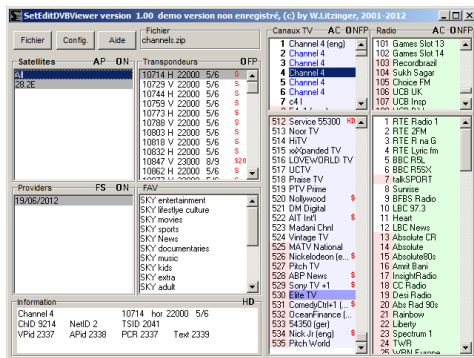 SetEditDVBViewer version 1.00 demo version non enregistré, (c) by W.Litzinger, 2001-2012
Fichier
Config.
Aide
Fichier
channels.zip
Satellites AP ON
All
28.2E
Transpondeurs OFP
10714 H 22000 5/6 S
10729 V 22000 5/6 S
10744 H 22000 5/6 S
10759 V 22000 5/6 S
10773 H 22000 5/6 S
10788 V 22000 5/6 S
10803 H 22000 5/6 S
10818 V 22000 5/6 S
10832 H 22000 5/6 S
10847 V 23000 8/9 S20
10862 H 22000 5/6 S
Providers FS ON
19/06/2012
FAV
SKY entertainment
SKY lifestlye culture
SKY movies
SKY sports
SKY News
SKY documentaries
SKY music
SKY kids
SKY extra
SKY adult
Information HD
Channel 4 10714 hor 22000 5/6
ChID 9214 NetID 2 TSID 2041
VPid 2337 APid 2338 PCR 2337 Text 2339
Canaux TV AC ONFP
1 Channel 4 (eng)
2 Channel 4
3 Channel 4
4 Channel 4
5 Channel 4
6 Channel 4
7 c4 l
512 Service 55300 HD
513 Noor TV
514 HiTV
515 xxXpanded TV
516 LOVEWORLD TV
517 UCTV
518 Praise TV
519 PTV Prime
520 Nollywood $
521 DM Digital
522 AIT Int'l $
523 Madani Chnl
524 Vintage TV
525 MATV National
526 Nickelodeon (e... $
527 Pitch TV
528 ABP News $
529 Sony TV +1 $
530 Elite TV
531 ComedyCtrl+1 (... $
532 OceanFinance (
533 54350 (ger)
534 Nick Jr (eng) $
535 Pitch World
Radio AC ONFP
101 Games Slot 13
102 Recordbrazil
104 Sukh Sagar
105 Choice FM
106 UCB UK
107 UCB Insp
1 RTE Radio 1
2 RTE 2FM
3 RTE R na G
4 RTE Lyric fm
5 BBC R5L
6 BBC R5SX
7 talkSPORT
8 Sunrise
9 BFBS Radio
10 LBC 97.3
11 Heart
12 LBC News
13 Absolute CR
14 Absolute
15 Absolute80s
16 Amrit Bani
17 InsightRadio
18 CC Radio
19 Desi Radio
20 Abs Rad 90s
21 Rainbow
22 Liberty
23 Spectrum 1
24 TWR
25 WRN Europe